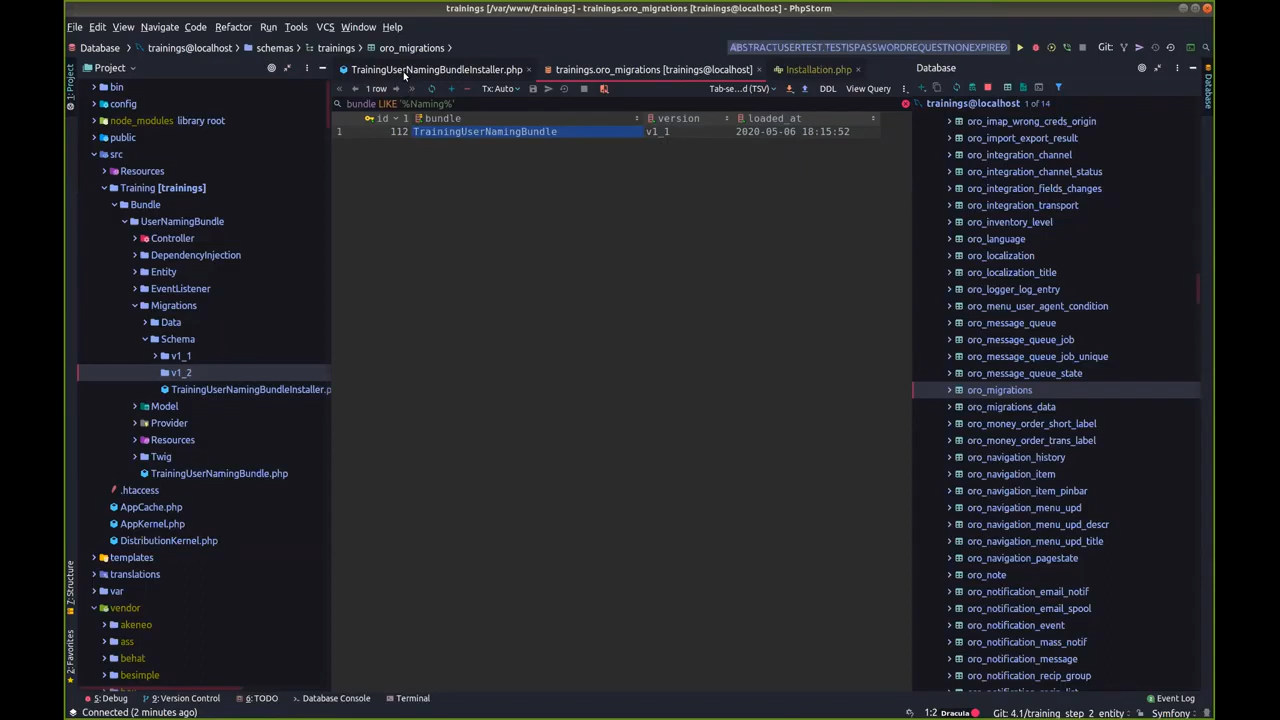 trainings [/var/www/trainings] - trainings.oro_migrations [trainings@localhost] - PhpStorm
File Edit View Navigate Code Refactor Run Tools VCS Window Help
Database trainings@localhost schemas trainings oro_migrations ABSTRACTUSERTEST.TESTISPASSWORDREQUESTNONEXPIRED Git:
Project
TrainingUserNamingBundleInstaller.php trainings.oro_migrations [trainings@localhost] Installation.php
Database
1 row Tx: Auto DDL Tab-se...d (TSV) View Query
bundle LIKE '%Naming%'
trainings@localhost 1 of 14
id 1 bundle version loaded_at
1 112 TrainingUserNamingBundle v1_1 2020-05-06 18:15:52
1: Project
bin
config
node_modules library root
public
src
Resources
Training [trainings]
Bundle
UserNamingBundle
Controller
DependencyInjection
Entity
EventListener
Migrations
Data
Schema
v1_1
v1_2
TrainingUserNamingBundleInstaller.p
Model
Provider
Resources
Twig
TrainingUserNamingBundle.php
.htaccess
AppCache.php
AppKernel.php
DistributionKernel.php
templates
translations
var
vendor
akeneo
ass
behat
besimple
Z: Structure
2: Favorites
Database
oro_imap_wrong_creds_origin
oro_import_export_result
oro_integration_channel
oro_integration_channel_status
oro_integration_fields_changes
oro_integration_transport
oro_inventory_level
oro_language
oro_localization
oro_localization_title
oro_logger_log_entry
oro_menu_user_agent_condition
oro_message_queue
oro_message_queue_job
oro_message_queue_job_unique
oro_message_queue_state
oro_migrations
oro_migrations_data
oro_money_order_short_label
oro_money_order_trans_label
oro_navigation_history
oro_navigation_item
oro_navigation_item_pinbar
oro_navigation_menu_upd
oro_navigation_menu_upd_descr
oro_navigation_menu_upd_title
oro_navigation_pagestate
oro_note
oro_notification_email_notif
oro_notification_email_spool
oro_notification_event
oro_notification_mass_notif
oro_notification_message
oro_notification_recip_group
5: Debug 9: Version Control 6: TODO Database Console Terminal Event Log
Connected (2 minutes ago) 1:2 Dracula Git: 4.1/training_step_2_entity Symfony